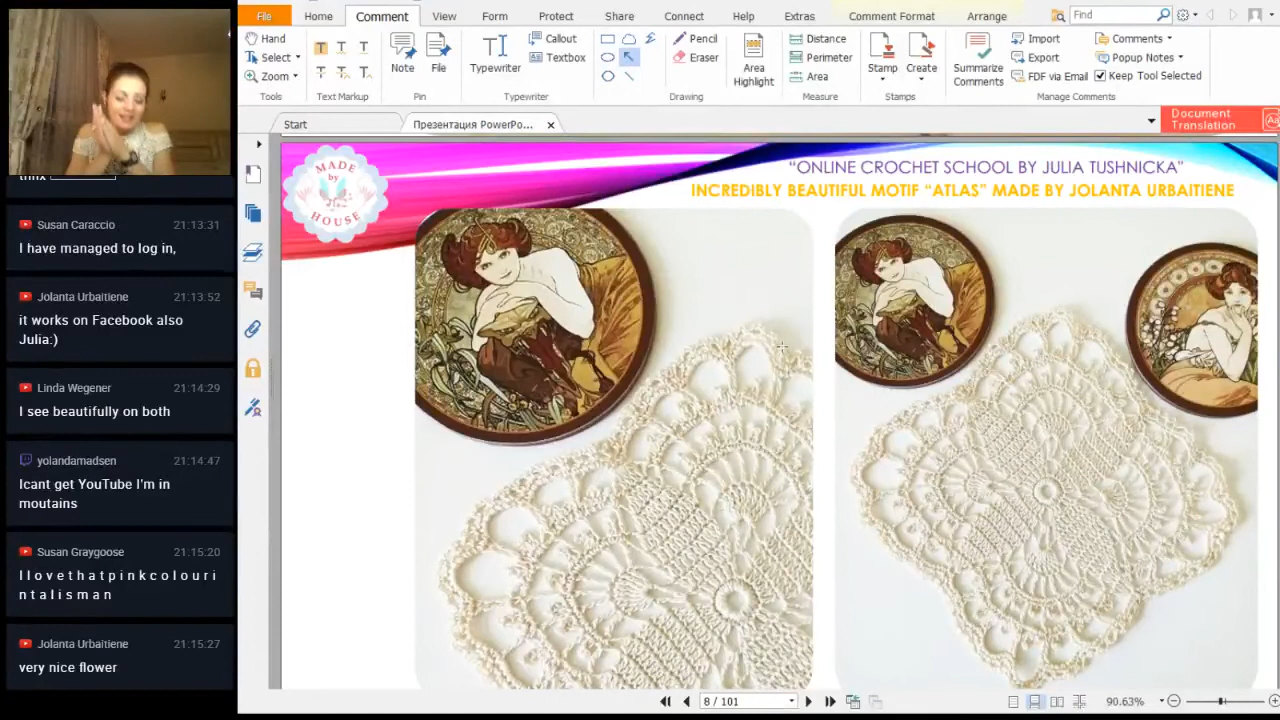 File
Home
Comment
View
Form
Protect
Share
Connect
Help
Extras
Comment Format
Arrange
Find
Hand
Select
Zoom
Tools
T T T
T T T
Text Markup
Note
File
Pin
Typewriter
Callout
Textbox
Typewriter
Pencil
Eraser
Drawing
Area
Highlight
Distance
Perimeter
Area
Measure
Stamp
Create
Stamps
Summarize
Comments
Import
Export
FDF via Email
Comments
Popup Notes
Keep Tool Selected
Manage Comments
Start
Презентация PowerPo...
Document
Translation
Susan Caraccio 21:13:31
I have managed to log in,
Jolanta Urbaitiene 21:13:52
it works on Facebook also
Julia:)
Linda Wegener 21:14:29
I see beautifully on both
yolandamadsen 21:14:47
Icant get YouTube I'm in
moutains
Susan Graygoose 21:15:20
I l o v e t h a t p i n k c o l o u r i
n t a l i s m a n
Jolanta Urbaitiene 21:15:27
very nice flower
MADE
by
HOUSE
"ONLINE CROCHET SCHOOL BY JULIA TUSHNICKA"
INCREDIBLY BEAUTIFUL MOTIF "ATLAS" MADE BY JOLANTA URBAITIENE
8 / 101
90.63%